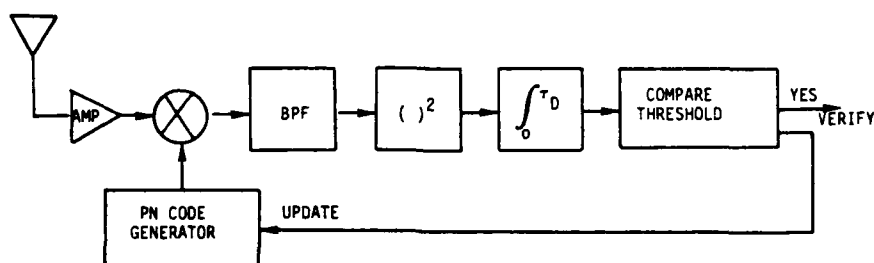 AMP
BPF
( )²
∫₀ τD
COMPARE
THRESHOLD
YES
VERIFY
PN CODE
GENERATOR
UPDATE